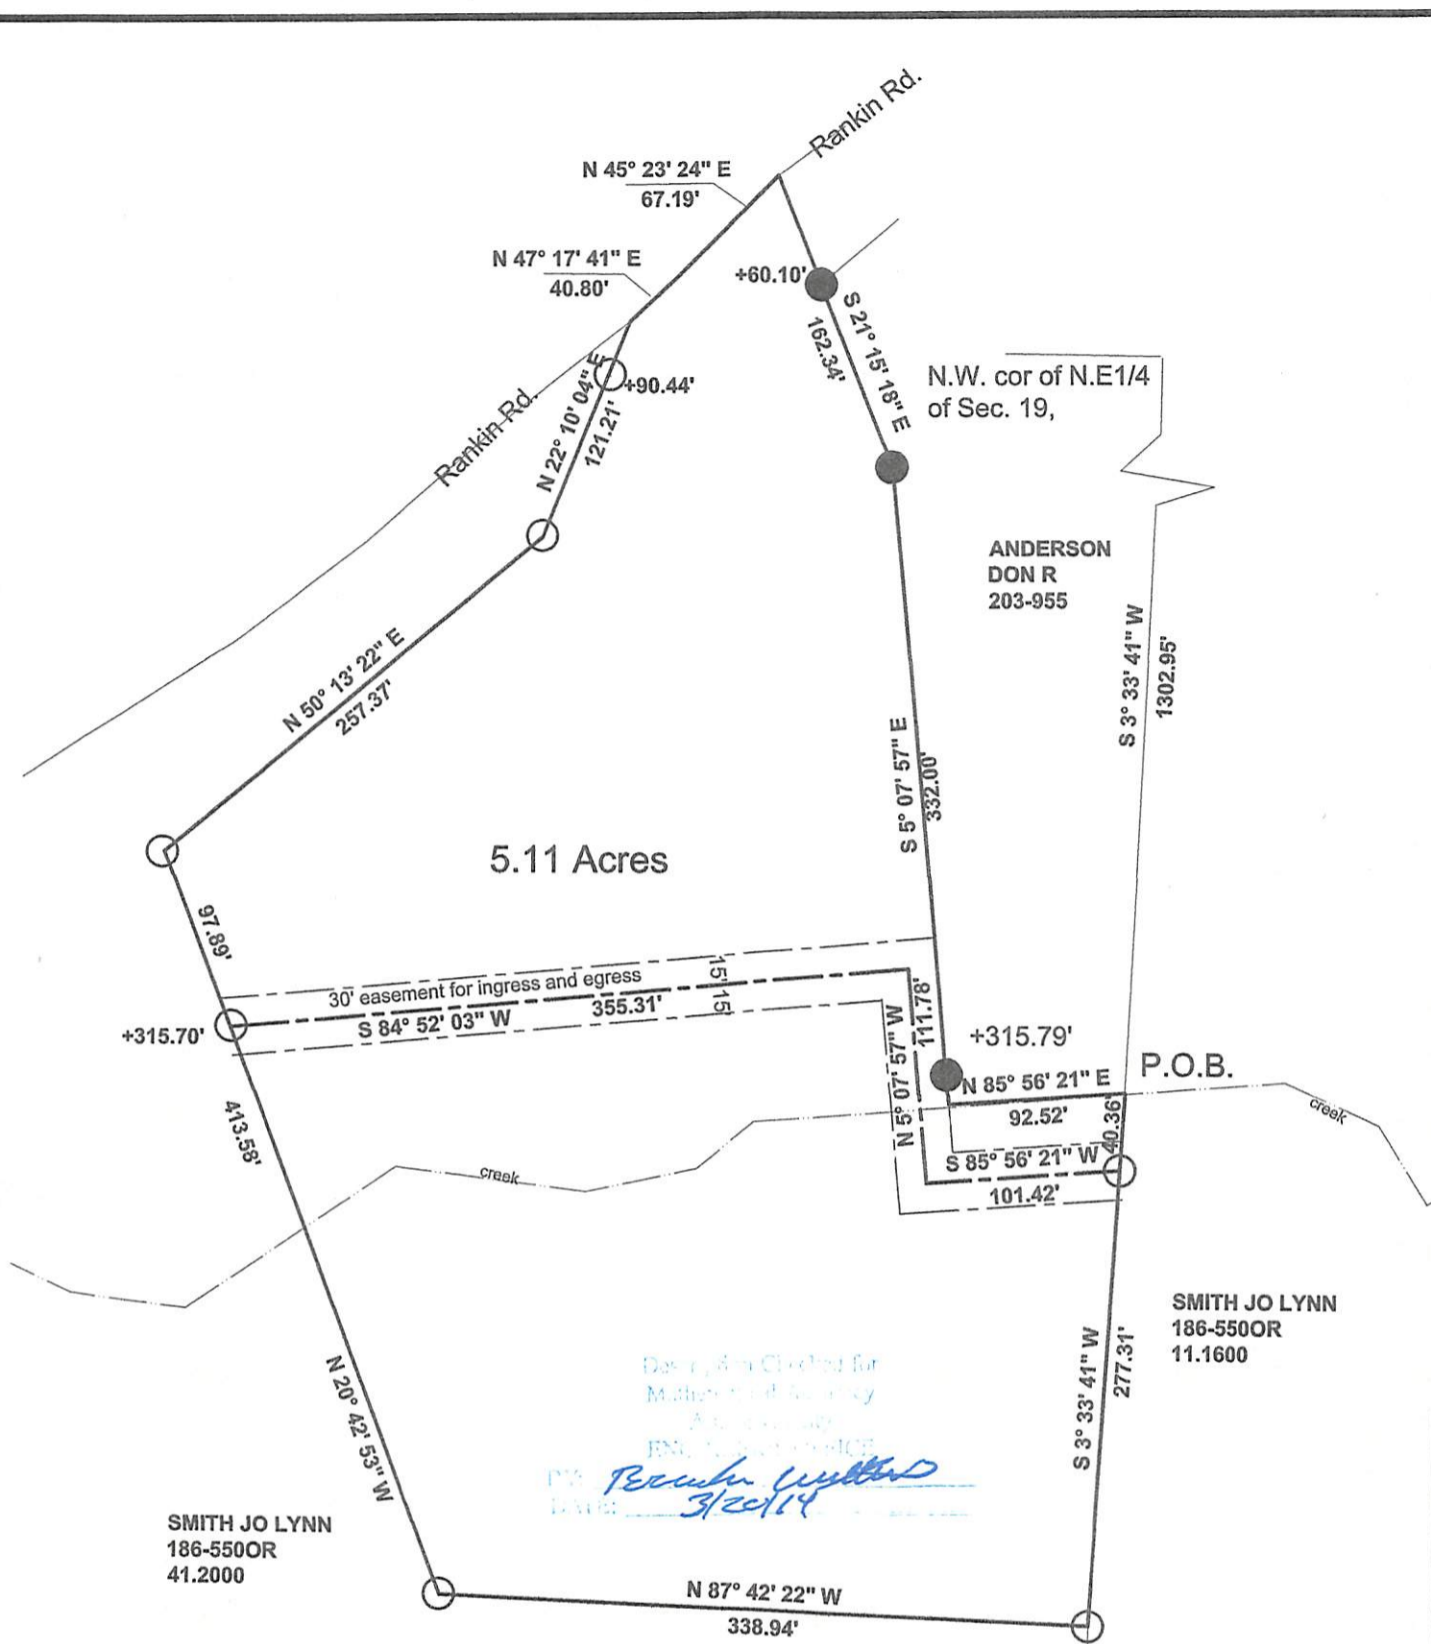 Rankin Rd.
N 45° 23' 24" E
67.19'
N 47° 17' 41" E
40.80'
+60.10'
S 21° 15' 18" E
162.34'
N.W. cor of N.E1/4
of Sec. 19,
+90.44'
N 22° 10' 04" E
121.21'
Rankin Rd.
ANDERSON
DON R
203-955
S 3° 33' 41" W
1302.95'
N 50° 13' 22" E
257.37'
S 5° 07' 57" E
332.00'
5.11 Acres
97.89'
30' easement for ingress and egress
15'
15'
S 84° 52' 03" W
355.31'
+315.70'
N 5° 07' 57" W
111.78'
+315.79'
P.O.B.
N 85° 56' 21" E
92.52'
40.36'
creek
S 85° 56' 21" W
101.42'
413.58'
creek
SMITH JO LYNN
186-550OR
11.1600
S 3° 33' 41" W
277.31'
N 20° 42' 53" W
for
DATE:
3/20/14
SMITH JO LYNN
186-550OR
41.2000
N 87° 42' 22" W
338.94'